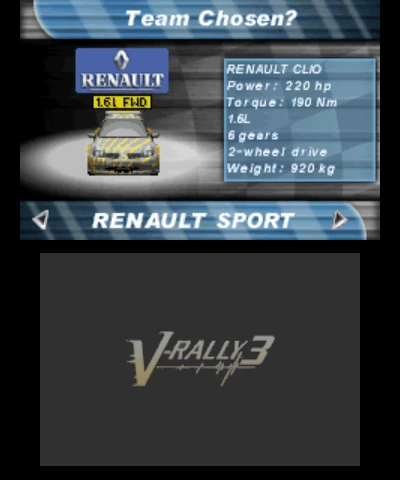 Team Chosen?
RENAULT
1.6L FWD
RENAULT CLIO
Power: 220 hp
Torque: 190 Nm
1.6L
6 gears
2-wheel drive
Weight: 920 kg
RENAULT SPORT
V-RALLY 3